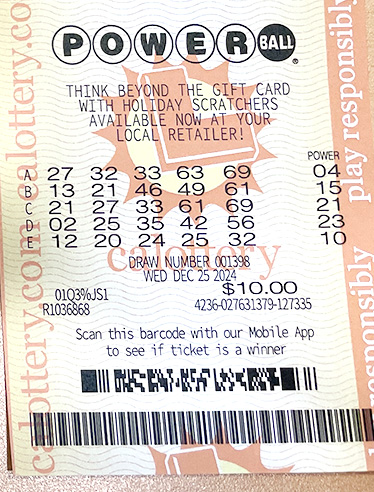 POWERBALL
THINK BEYOND THE GIFT CARD
WITH HOLIDAY SCRATCHERS
AVAILABLE NOW AT YOUR
LOCAL RETAILER!
POWER
A 27 32 33 63 69 04
B 13 21 46 49 61 15
C 21 27 33 61 69 21
D 02 25 35 42 56 23
E 12 20 24 25 32 10
calottery
DRAW NUMBER 001398
WED DEC 25 2024
$10.00
01Q3%JS1
R1036868
4236-027631379-127335
Scan this barcode with our Mobile App
to see if ticket is a winner
calottery.com calottery.co
play responsibly
responsibly